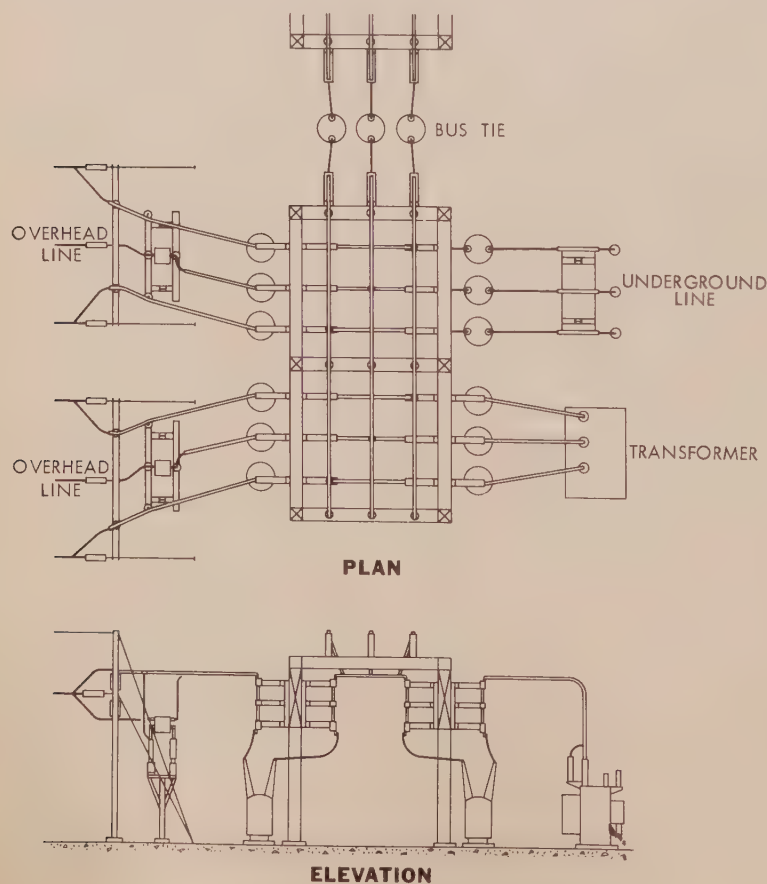 BUS TIE
OVERHEAD
LINE
UNDERGROUND
LINE
OVERHEAD
LINE
TRANSFORMER
PLAN
ELEVATION